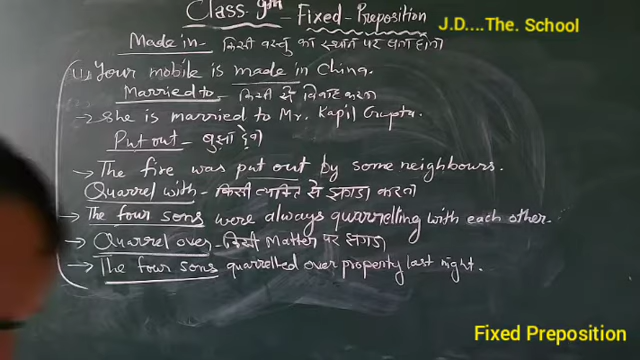 Class 9th - Fixed - Preposition
J.D....The. School
Made in - किसी वस्तु का स्थान पर बना होना
(1) Your mobile is made in China.
Married to - किसी से विवाह करना
→ She is married to Mr. Kapil Gupta.
Put out - बुझा देना
→ The fire was put out by some neighbours.
Quarrel with - किसी व्यक्ति से झगड़ा करना
→ The four sons were always quarrelling with each other.
→ Quarrel over - किसी Matter पर झगड़ा
→ The four sons quarrelled over property last night.
Fixed Preposition